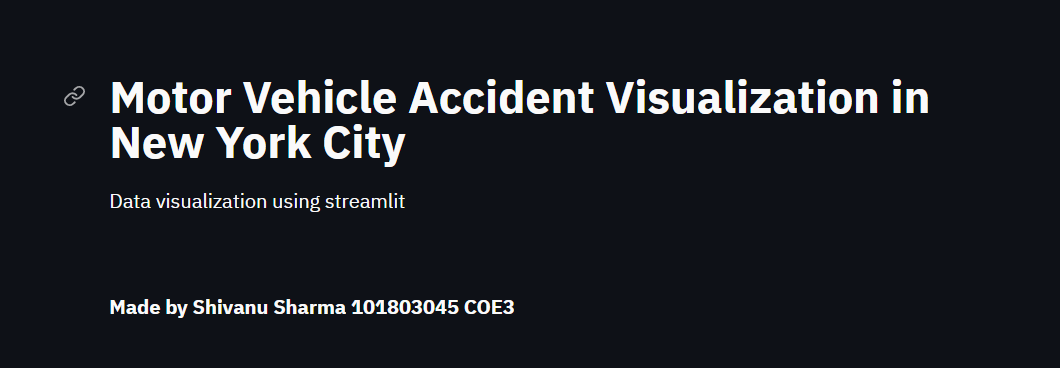 Motor Vehicle Accident Visualization in
New York City
Data visualization using streamlit
Made by Shivanu Sharma 101803045 COE3